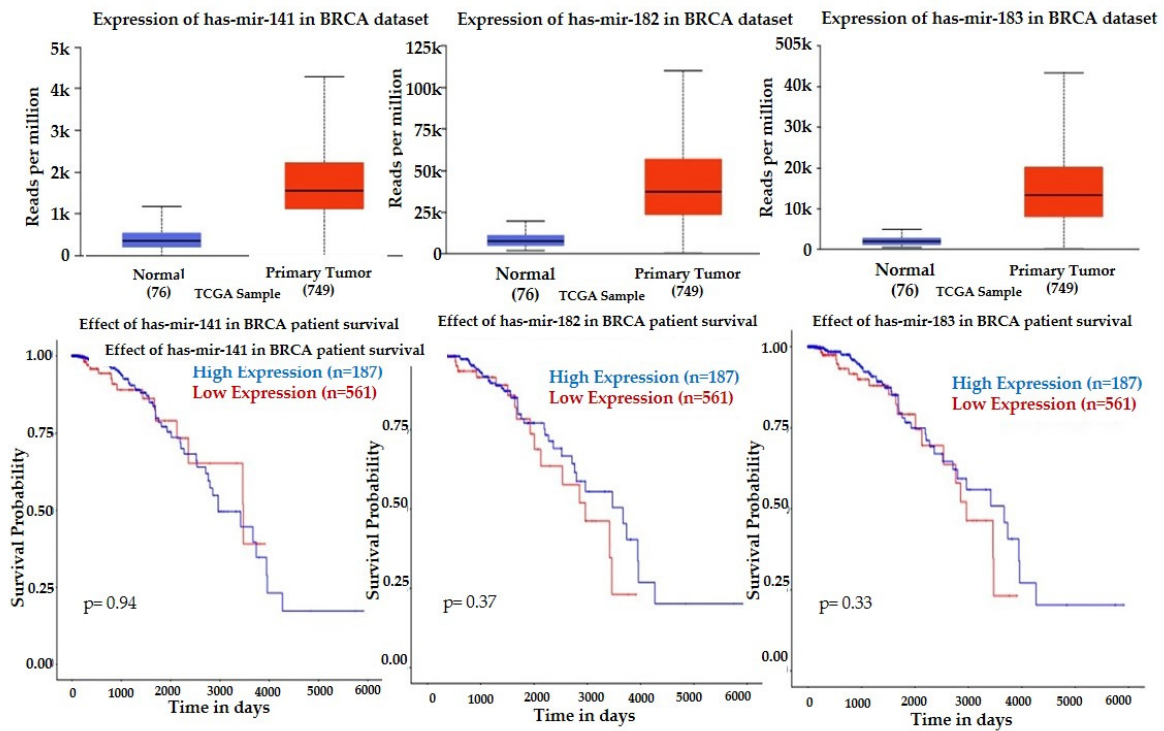 Expression of has-mir-141 in BRCA dataset
Reads per million
5k
4k
3k
2k
1k
0
Normal
(76)
TCGA Sample
Primary Tumor
(749)
Expression of has-mir-182 in BRCA dataset
Reads per million
125k
100k
75k
50k
25k
0
Normal
(76)
TCGA Sample
Primary Tumor
(749)
Expression of has-mir-183 in BRCA dataset
Reads per million
505k
40k
30k
20k
10k
0
Normal
(76)
TCGA Sample
Primary Tumor
(749)
Effect of has-mir-141 in BRCA patient survival
Effect of has-mir-141 in BRCA patient survival
High Expression (n=187)
Low Expression (n=561)
Survival Probability
1.00
0.75
0.50
0.25
0.00
p= 0.94
0 1000 2000 3000 4000 5000 6000
Time in days
Effect of has-mir-182 in BRCA patient survival
High Expression (n=187)
Low Expression (n=561)
Survival Probability
0.75
0.50
0.25
0.00
p= 0.37
0 1000 2000 3000 4000 5000 6000
Time in days
Effect of has-mir-183 in BRCA patient survival
High Expression (n=187)
Low Expression (n=561)
Survival Probability
1.00
0.75
0.50
0.25
0.00
p= 0.33
0 1000 2000 3000 4000 5000 6000
Time in days